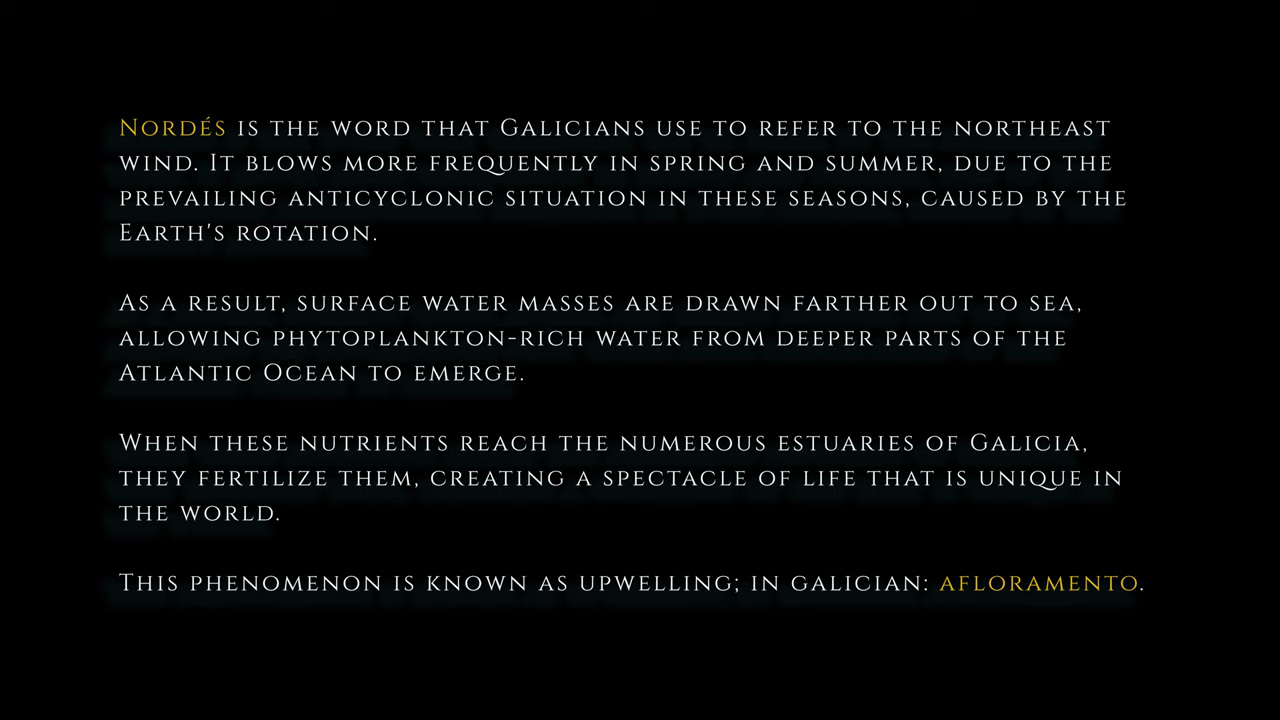 Nordés is the word that Galicians use to refer to the northeast
wind. It blows more frequently in spring and summer, due to the
prevailing anticyclonic situation in these seasons, caused by the
Earth's rotation.
As a result, surface water masses are drawn farther out to sea,
allowing phytoplankton-rich water from deeper parts of the
Atlantic Ocean to emerge.
When these nutrients reach the numerous estuaries of Galicia,
they fertilize them, creating a spectacle of life that is unique in
the world.
This phenomenon is known as upwelling; in galician: afloramento.